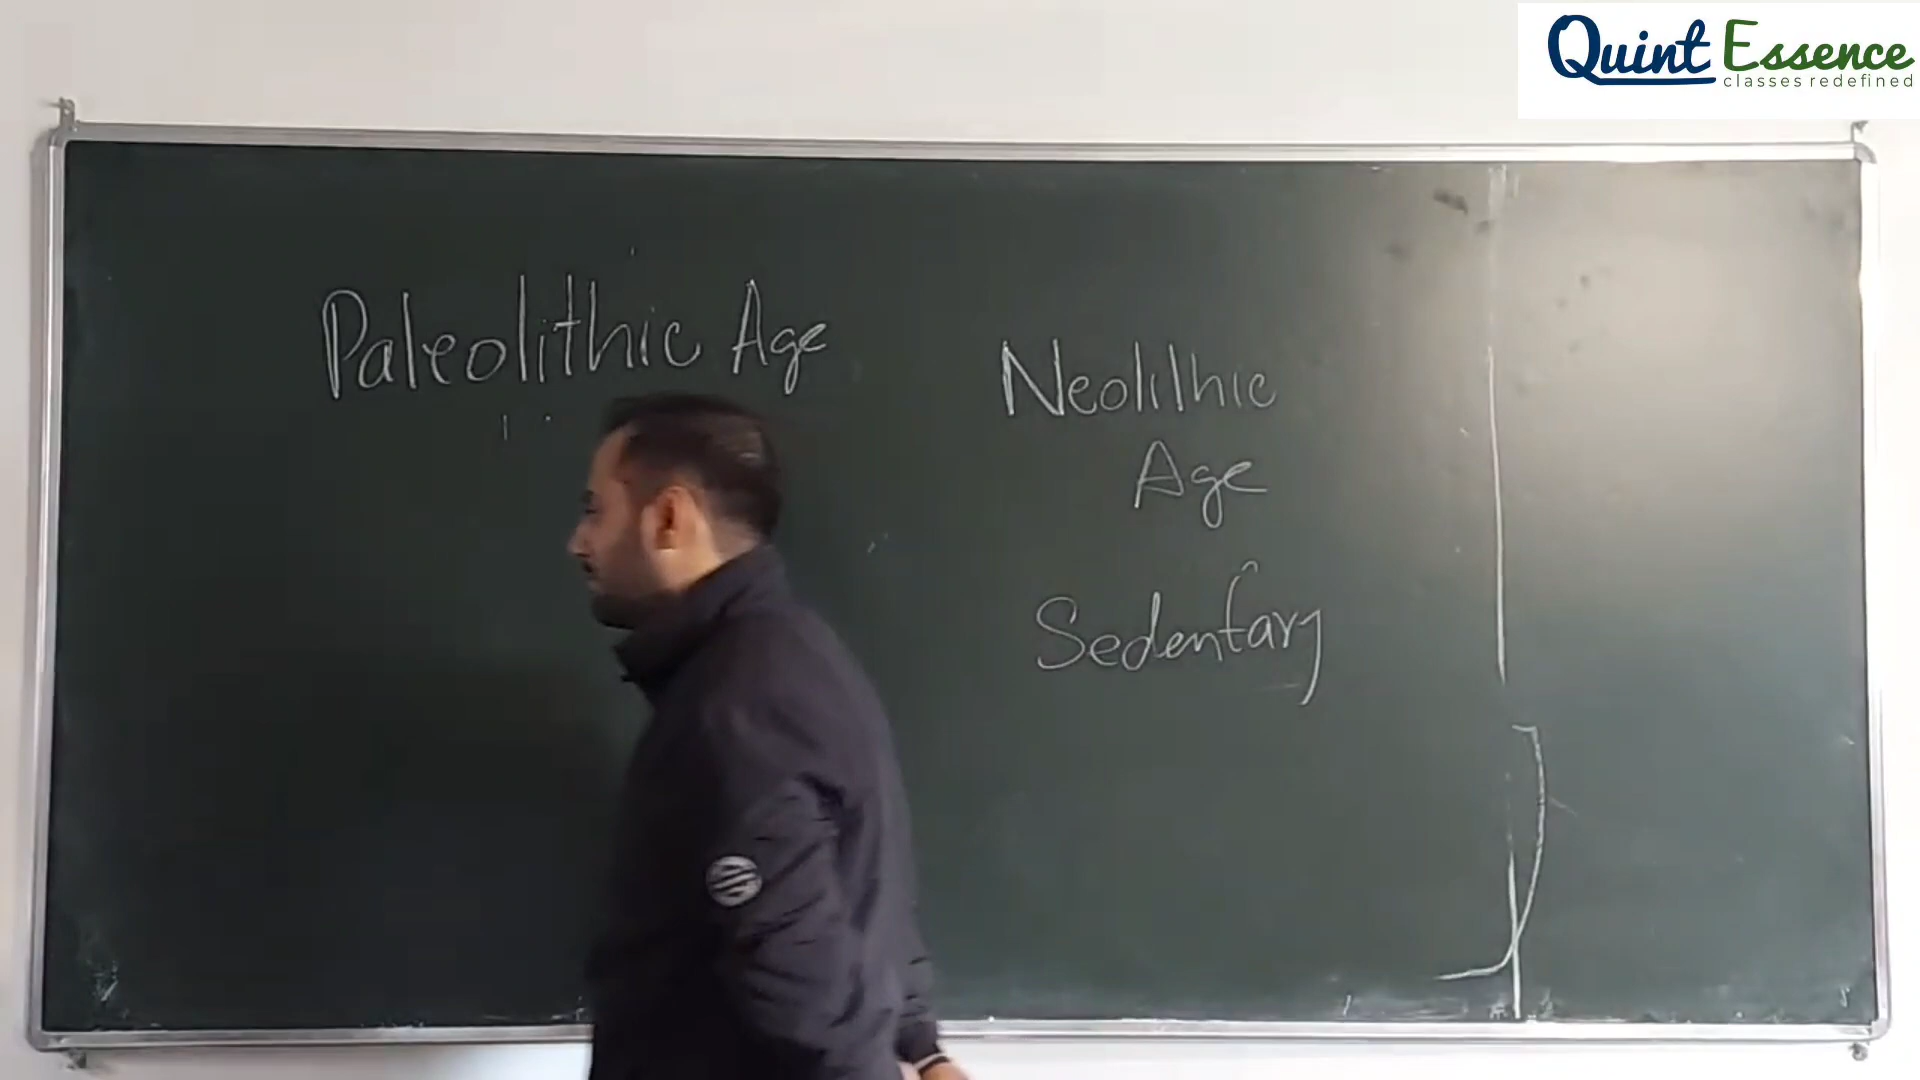 Quint Essence
classes redefined
Paleolithic Age
Neolithic
Age
Sedentary